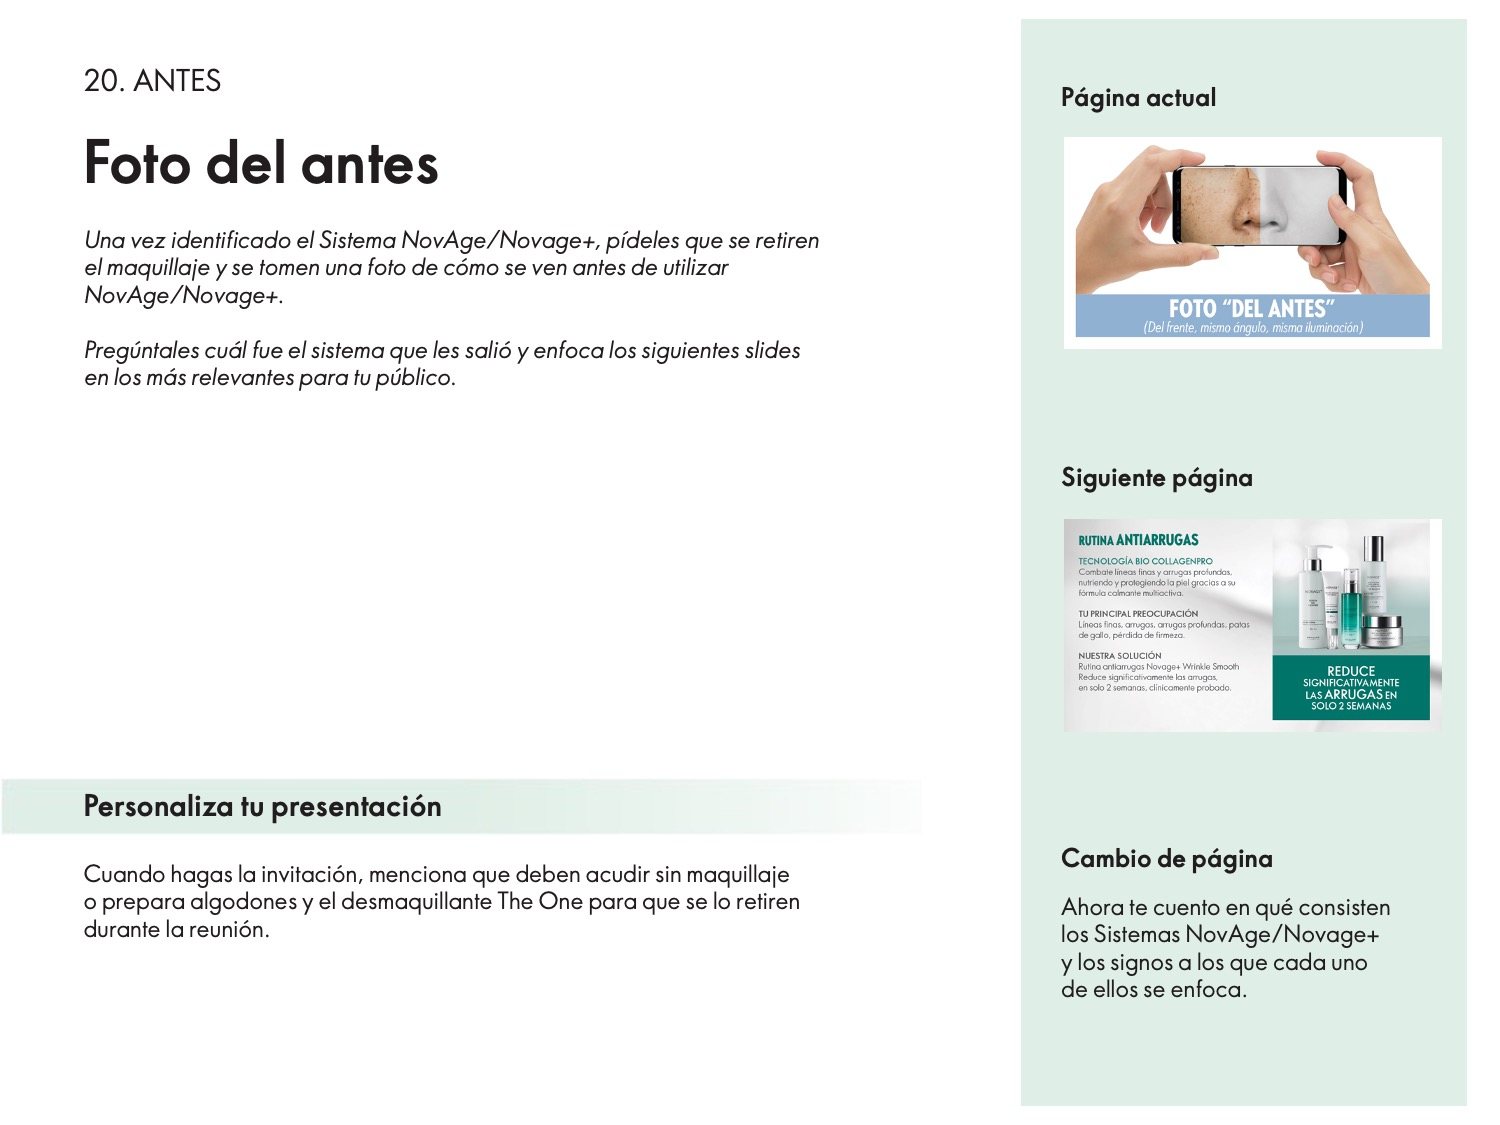 20. ANTES
Foto del antes
Una vez identificado el Sistema NovAge/Novage+, pídeles que se retiren
el maquillaje y se tomen una foto de cómo se ven antes de utilizar
NovAge/Novage+.
Pregúntales cuál fue el sistema que les salió y enfoca los siguientes slides
en los más relevantes para tu público.
Personaliza tu presentación
Cuando hagas la invitación, menciona que deben acudir sin maquillaje
o prepara algodones y el desmaquillante The One para que se lo retiren
durante la reunión.
Página actual
FOTO “DEL ANTES”
(Del frente, mismo ángulo, misma iluminación)
Siguiente página
RUTINA ANTIARRUGAS
TECNOLOGÍA BIO COLLAGENPRO
Combate líneas finas y arrugas profundas,
nutriendo y protegiendo la piel gracias a su
fórmula calmante multiactiva.
TU PRINCIPAL PREOCUPACIÓN
Líneas finas, arrugas, arrugas profundas, patas
de gallo, pérdida de firmeza.
NUESTRA SOLUCIÓN
Rutina antiarrugas Novage+ Wrinkle Smooth
Reduce significativamente las arrugas,
en solo 2 semanas, clínicamente probado.
REDUCE
SIGNIFICATIVAMENTE
LAS ARRUGAS EN
SOLO 2 SEMANAS
Cambio de página
Ahora te cuento en qué consisten
los Sistemas NovAge/Novage+
y los signos a los que cada uno
de ellos se enfoca.